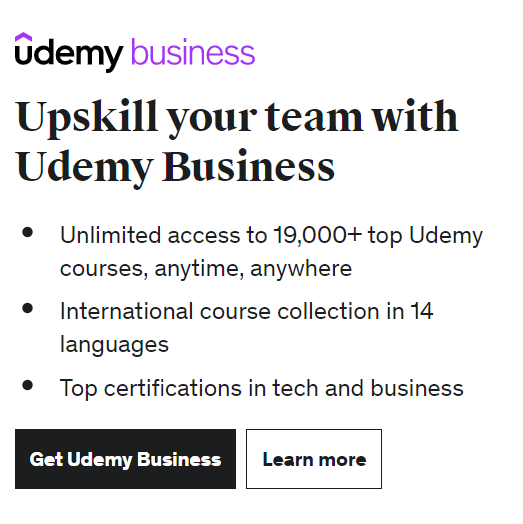 udemy business
Upskill your team with
Udemy Business
Unlimited access to 19,000+ top Udemy
courses, anytime, anywhere
International course collection in 14
languages
Top certifications in tech and business
Get Udemy Business
Learn more